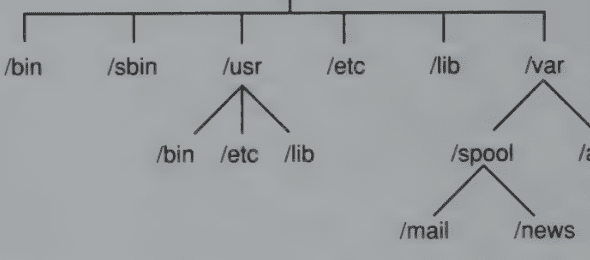 /bin /sbin /usr /etc /lib /var
/bin /etc /lib /spool
/mail /news